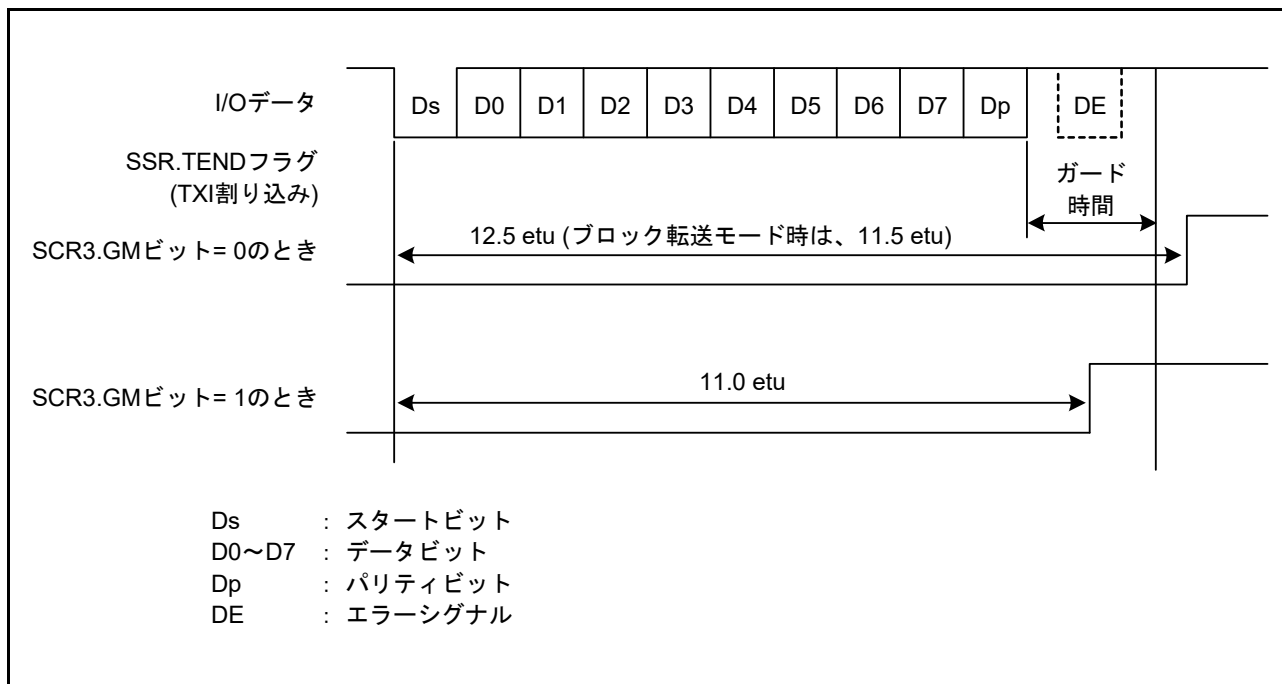 I/Oデータ
Ds D0 D1 D2 D3 D4 D5 D6 D7 Dp DE
SSR.TENDフラグ
(TXI割り込み)
ガード
時間
SCR3.GMビット= 0のとき
12.5 etu (ブロック転送モード時は、11.5 etu)
SCR3.GMビット= 1のとき
11.0 etu
Ds : スタートビット
D0～D7 : データビット
Dp : パリティビット
DE : エラーシグナル